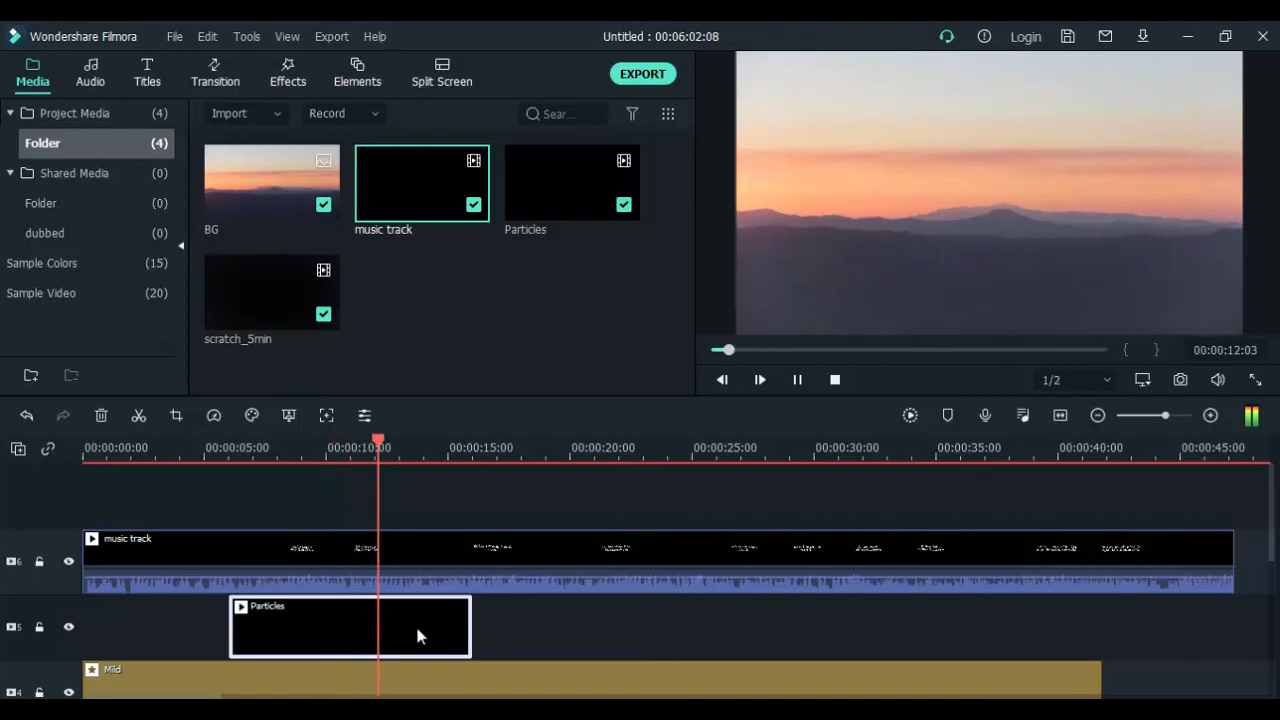 Wondershare Filmora File Edit Tools View Export Help Untitled : 00:06:02:08 Login
Media Audio Titles Transition Effects Elements Split Screen EXPORT
Project Media (4) Import Record Sear...
Folder (4)
Shared Media (0)
Folder (0)
dubbed (0)
Sample Colors (15)
Sample Video (20)
BG music track Particles
scratch_5min
{ } 00:00:12:03
1/2
00:00:00:00 00:00:05:00 00:00:10:00 00:00:15:00 00:00:20:00 00:00:25:00 00:00:30:00 00:00:35:00 00:00:40:00 00:00:45:00
music track
6
Particles
5
Mild
4